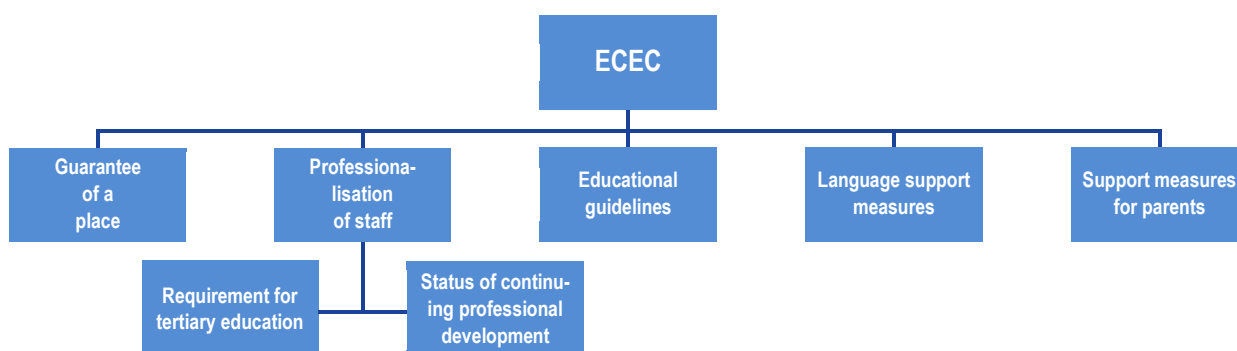 ECEC
Guarantee
of a
place
Professiona-
lisation
of staff
Educational
guidelines
Language support
measures
Support measures
for parents
Requirement for
tertiary education
Status of continu-
ing professional
development